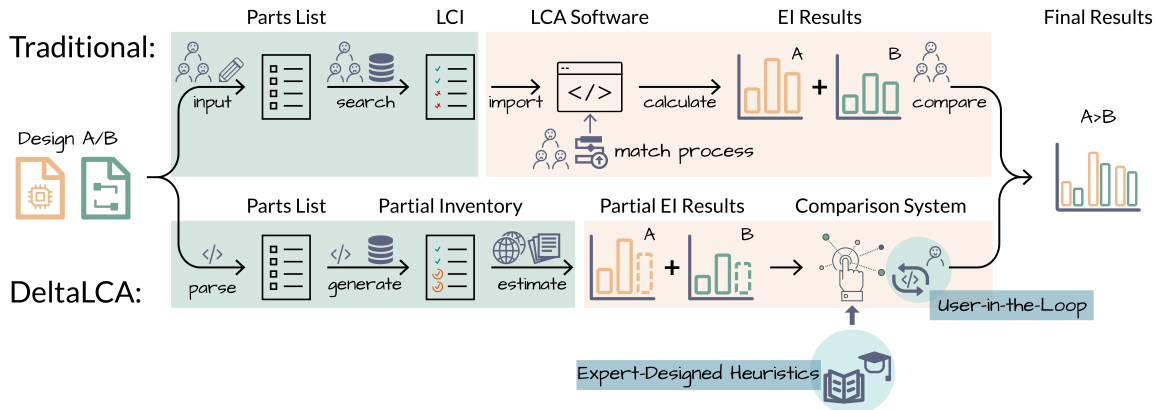 Parts List
LCI
LCA Software
EI Results
Final Results
Traditional:
A
B
input
search
import
</>
calculate
+
compare
match process
Design A/B
A>B
Parts List
Partial Inventory
Partial EI Results
Comparison System
</>
</>
A
B
+
parse
generate
estimate
</>
DeltaLCA:
User-in-the-Loop
Expert-Designed Heuristics